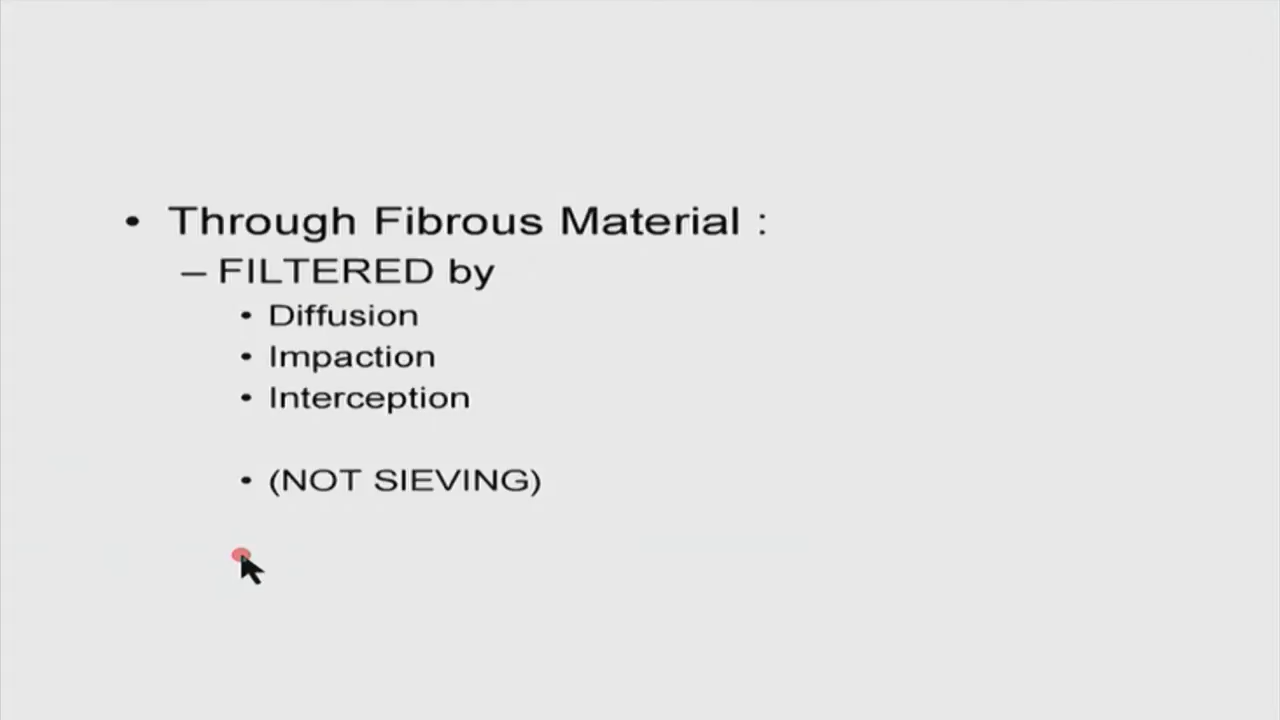 • Through Fibrous Material :
– FILTERED by
• Diffusion
• Impaction
• Interception
• (NOT SIEVING)